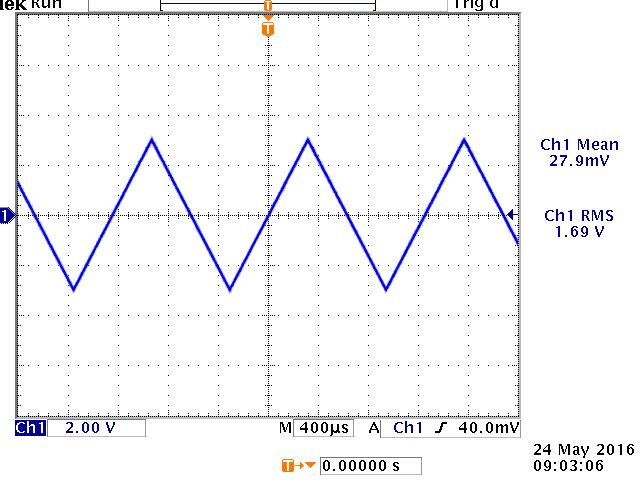 Tek Run
Trig'd
T
T
Ch1 Mean
27.9mV
1
Ch1 RMS
1.69 V
Ch1 2.00 V M 400µs A Ch1 40.0mV
24 May 2016
09:03:06
T 0.00000 s